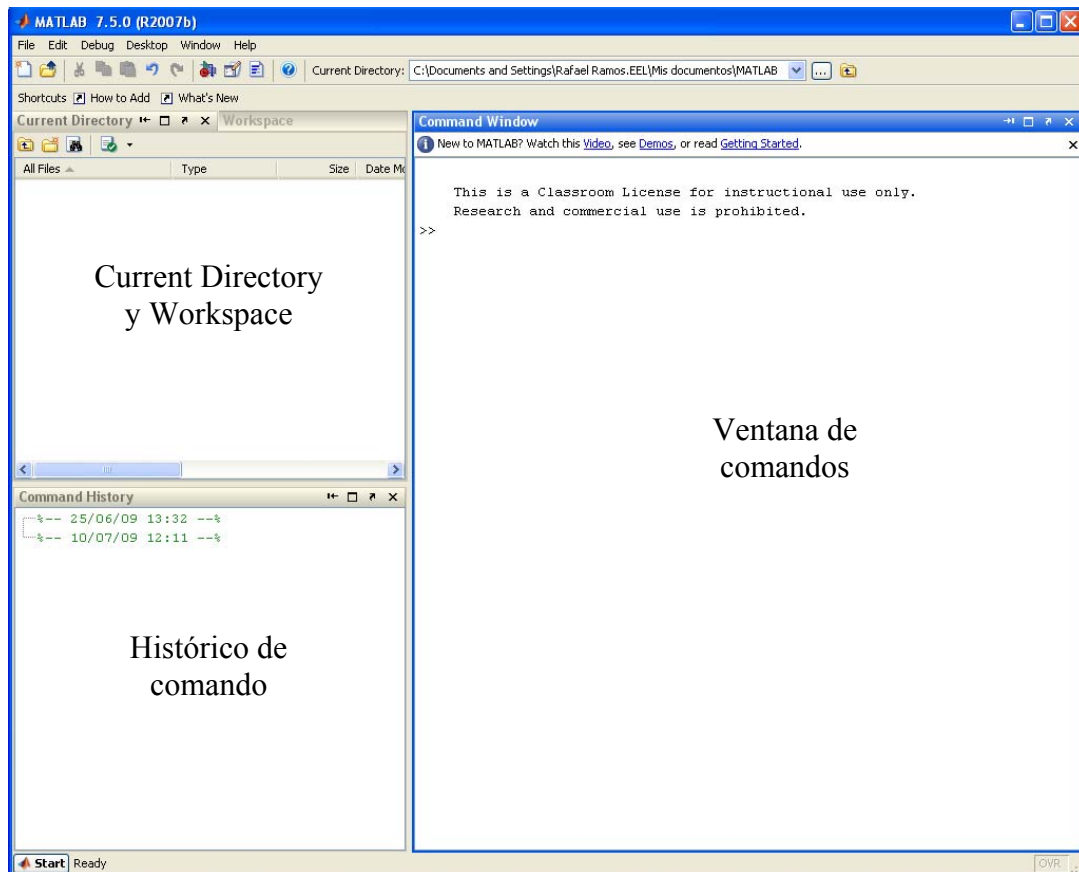 MATLAB 7.5.0 (R2007b)
File Edit Debug Desktop Window Help
Current Directory: C:\Documents and Settings\Rafael Ramos.EEL\Mis documentos\MATLAB
Shortcuts How to Add What's New
Current Directory Workspace
All Files Type Size Date Mo
Current Directory
y Workspace
Command History
%-- 25/06/09 13:32 --%
%-- 10/07/09 12:11 --%
Histórico de
comando
Command Window
New to MATLAB? Watch this Video, see Demos, or read Getting Started.
This is a Classroom License for instructional use only.
Research and commercial use is prohibited.
>>
Ventana de
comandos
Start Ready
OVR